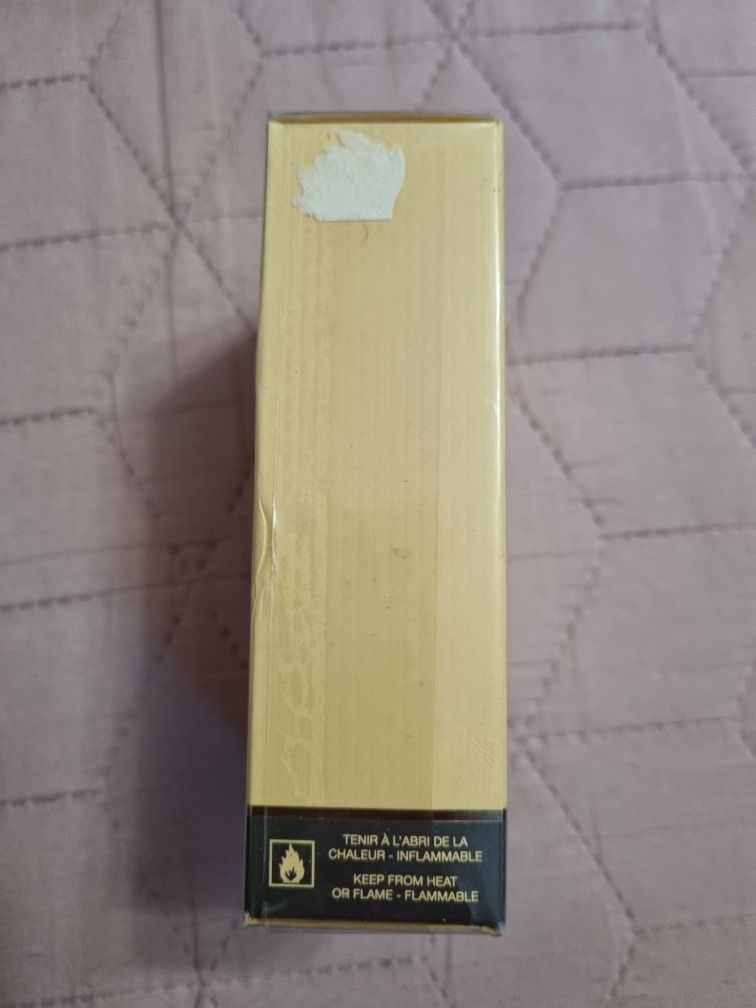 TENIR À L'ABRI DE LA
CHALEUR - INFLAMMABLE
KEEP FROM HEAT
OR FLAME - FLAMMABLE